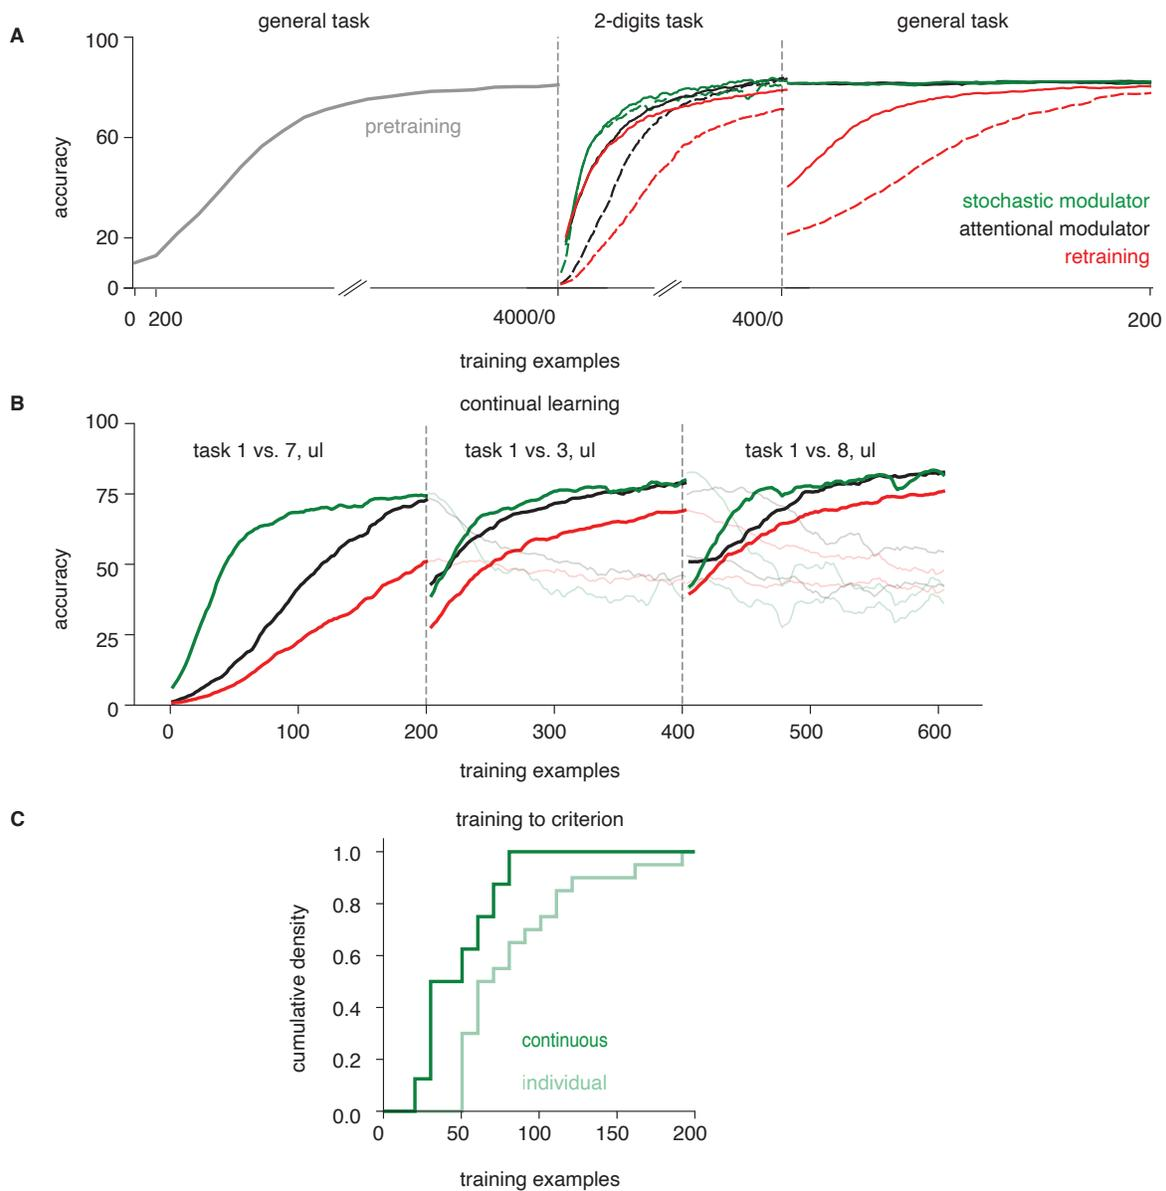 A
general task
2-digits task
general task
100
60
20
0
accuracy
pretraining
stochastic modulator
attentional modulator
retraining
0 200 4000/0 400/0 200
training examples
B
continual learning
task 1 vs. 7, ul
task 1 vs. 3, ul
task 1 vs. 8, ul
100
75
50
25
0
accuracy
0 100 200 300 400 500 600
training examples
C
training to criterion
1.0
0.8
0.6
0.4
0.2
0.0
cumulative density
continuous
individual
0 50 100 150 200
training examples